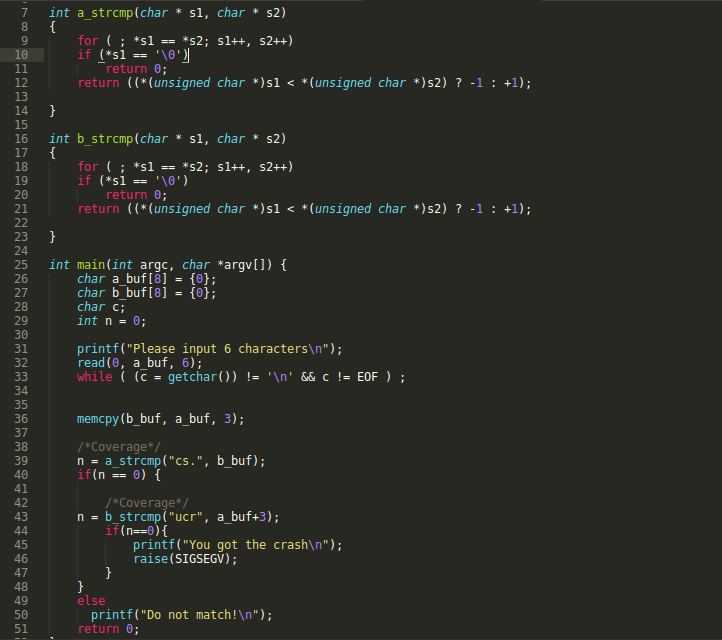 7 int a_strcmp(char * s1, char * s2)
8 {
9 for ( ; *s1 == *s2; s1++, s2++)
10 if (*s1 == '\0')
11 return 0;
12 return ((*(unsigned char *)s1 < *(unsigned char *)s2) ? -1 : +1);
13
14 }
15
16 int b_strcmp(char * s1, char * s2)
17 {
18 for ( ; *s1 == *s2; s1++, s2++)
19 if (*s1 == '\0')
20 return 0;
21 return ((*(unsigned char *)s1 < *(unsigned char *)s2) ? -1 : +1);
22
23 }
24
25 int main(int argc, char *argv[]) {
26 char a_buf[8] = {0};
27 char b_buf[8] = {0};
28 char c;
29 int n = 0;
30
31 printf("Please input 6 characters\n");
32 read(0, a_buf, 6);
33 while ( (c = getchar()) != '\n' && c != EOF ) ;
34
35
36 memcpy(b_buf, a_buf, 3);
37
38 /*Coverage*/
39 n = a_strcmp("cs.", b_buf);
40 if(n == 0) {
41
42 /*Coverage*/
43 n = b_strcmp("ucr", a_buf+3);
44 if(n==0){
45 printf("You got the crash\n");
46 raise(SIGSEGV);
47 }
48 }
49 else
50 printf("Do not match!\n");
51 return 0;